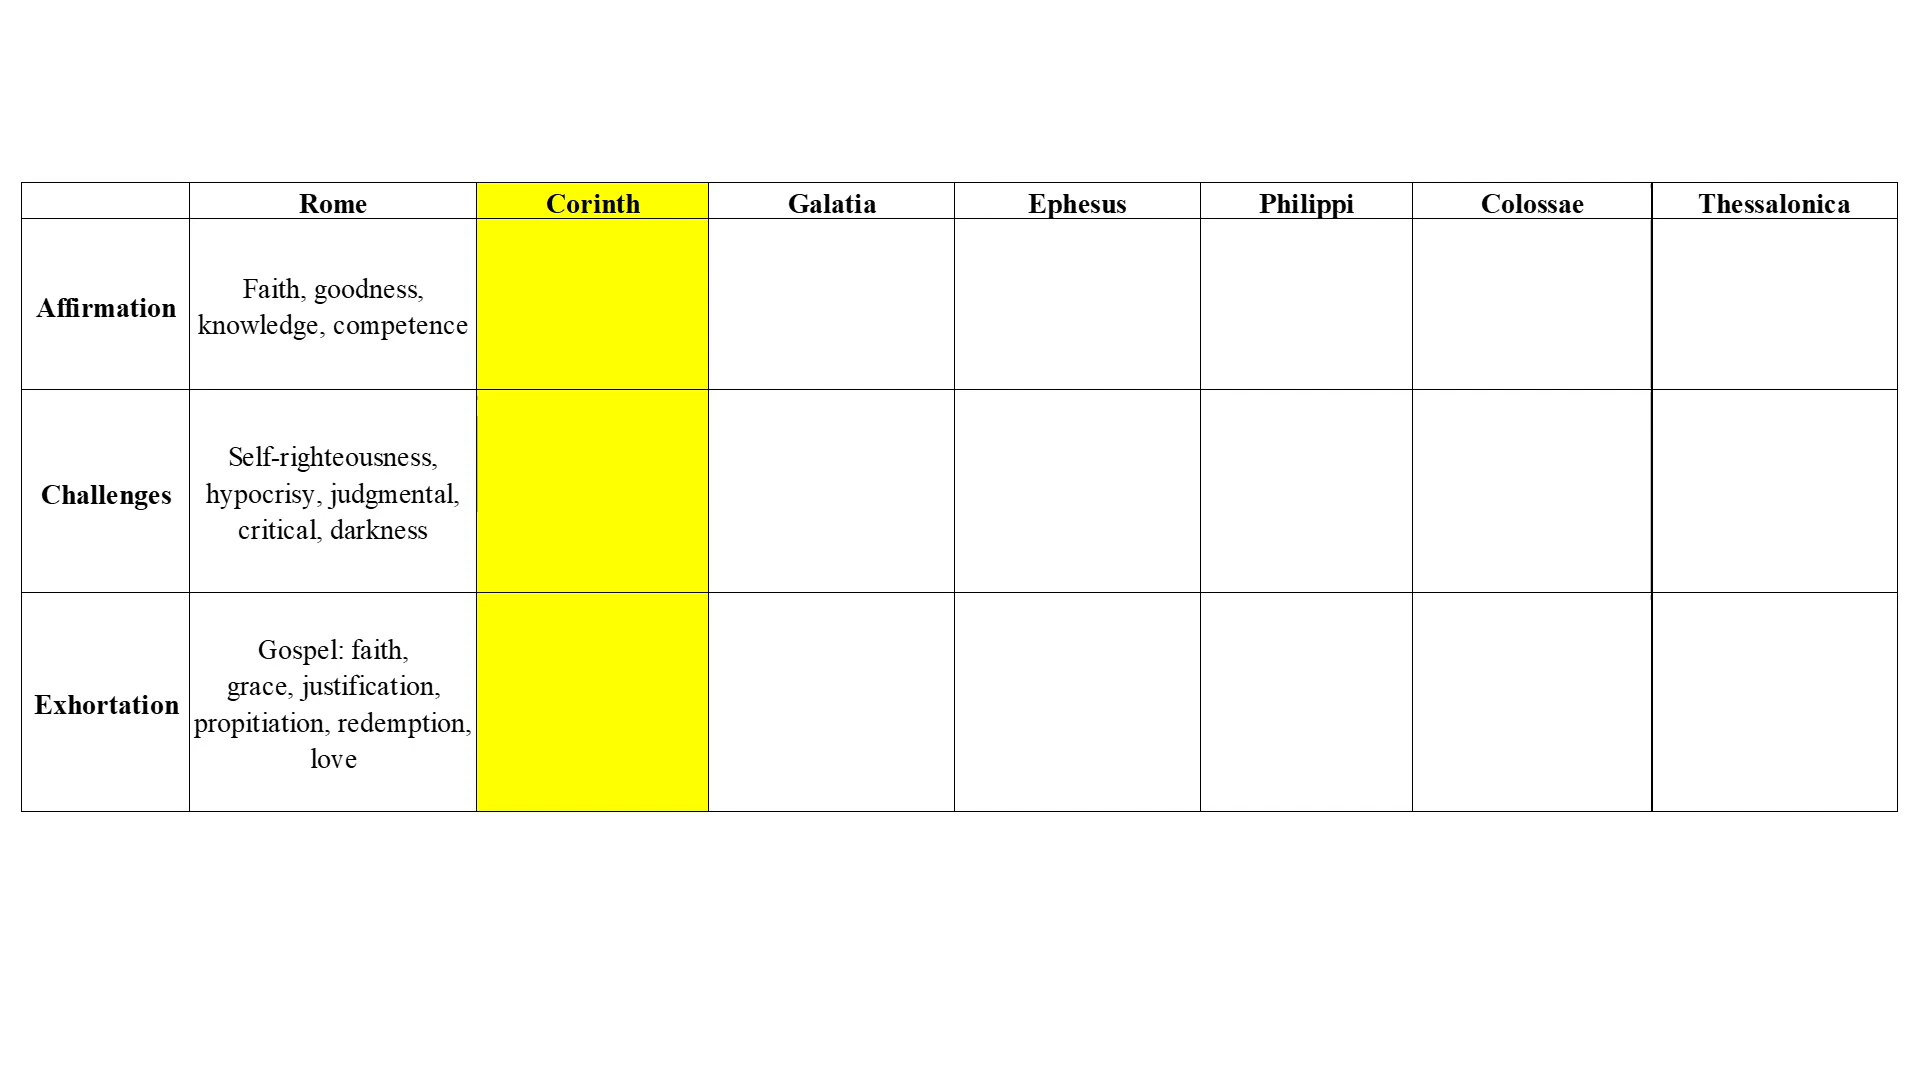 Rome Corinth Galatia Ephesus Philippi Colossae Thessalonica
Affirmation
Faith, goodness,
knowledge, competence
Challenges
Self-righteousness,
hypocrisy, judgmental,
critical, darkness
Exhortation
Gospel: faith,
grace, justification,
propitiation, redemption,
love